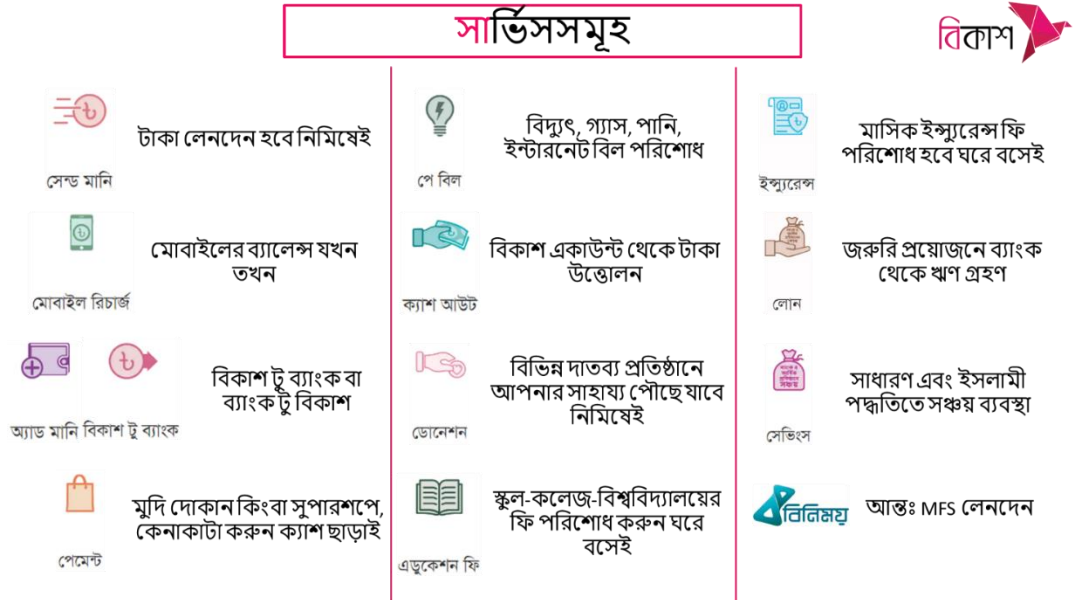 সার্ভিসসমূহ
বিকাশ
টাকা লেনদেন হবে নিমিষেই
সেন্ড মানি
মোবাইলের ব্যালেন্স যখন
তখন
মোবাইল রিচার্জ
বিকাশ টু ব্যাংক বা
ব্যাংক টু বিকাশ
অ্যাড মানি বিকাশ টু ব্যাংক
মুদি দোকান কিংবা সুপারশপে,
কেনাকাটা করুন ক্যাশ ছাড়াই
পেমেন্ট
বিদ্যুৎ, গ্যাস, পানি,
ইন্টারনেট বিল পরিশোধ
পে বিল
বিকাশ একাউন্ট থেকে টাকা
উত্তোলন
ক্যাশ আউট
বিভিন্ন দাতব্য প্রতিষ্ঠানে
আপনার সাহায্য পৌছে যাবে
নিমিষেই
ডোনেশন
স্কুল-কলেজ-বিশ্ববিদ্যালয়ের
ফি পরিশোধ করুন ঘরে
বসেই
এডুকেশন ফি
মাসিক ইন্স্যুরেন্স ফি
পরিশোধ হবে ঘরে বসেই
ইন্স্যুরেন্স
জরুরি প্রয়োজনে ব্যাংক
থেকে ঋণ গ্রহণ
লোন
সাধারণ এবং ইসলামী
পদ্ধতিতে সঞ্চয় ব্যবস্থা
সঞ্চয়
সেভিংস
বিনিময়
আন্তঃ MFS লেনদেন